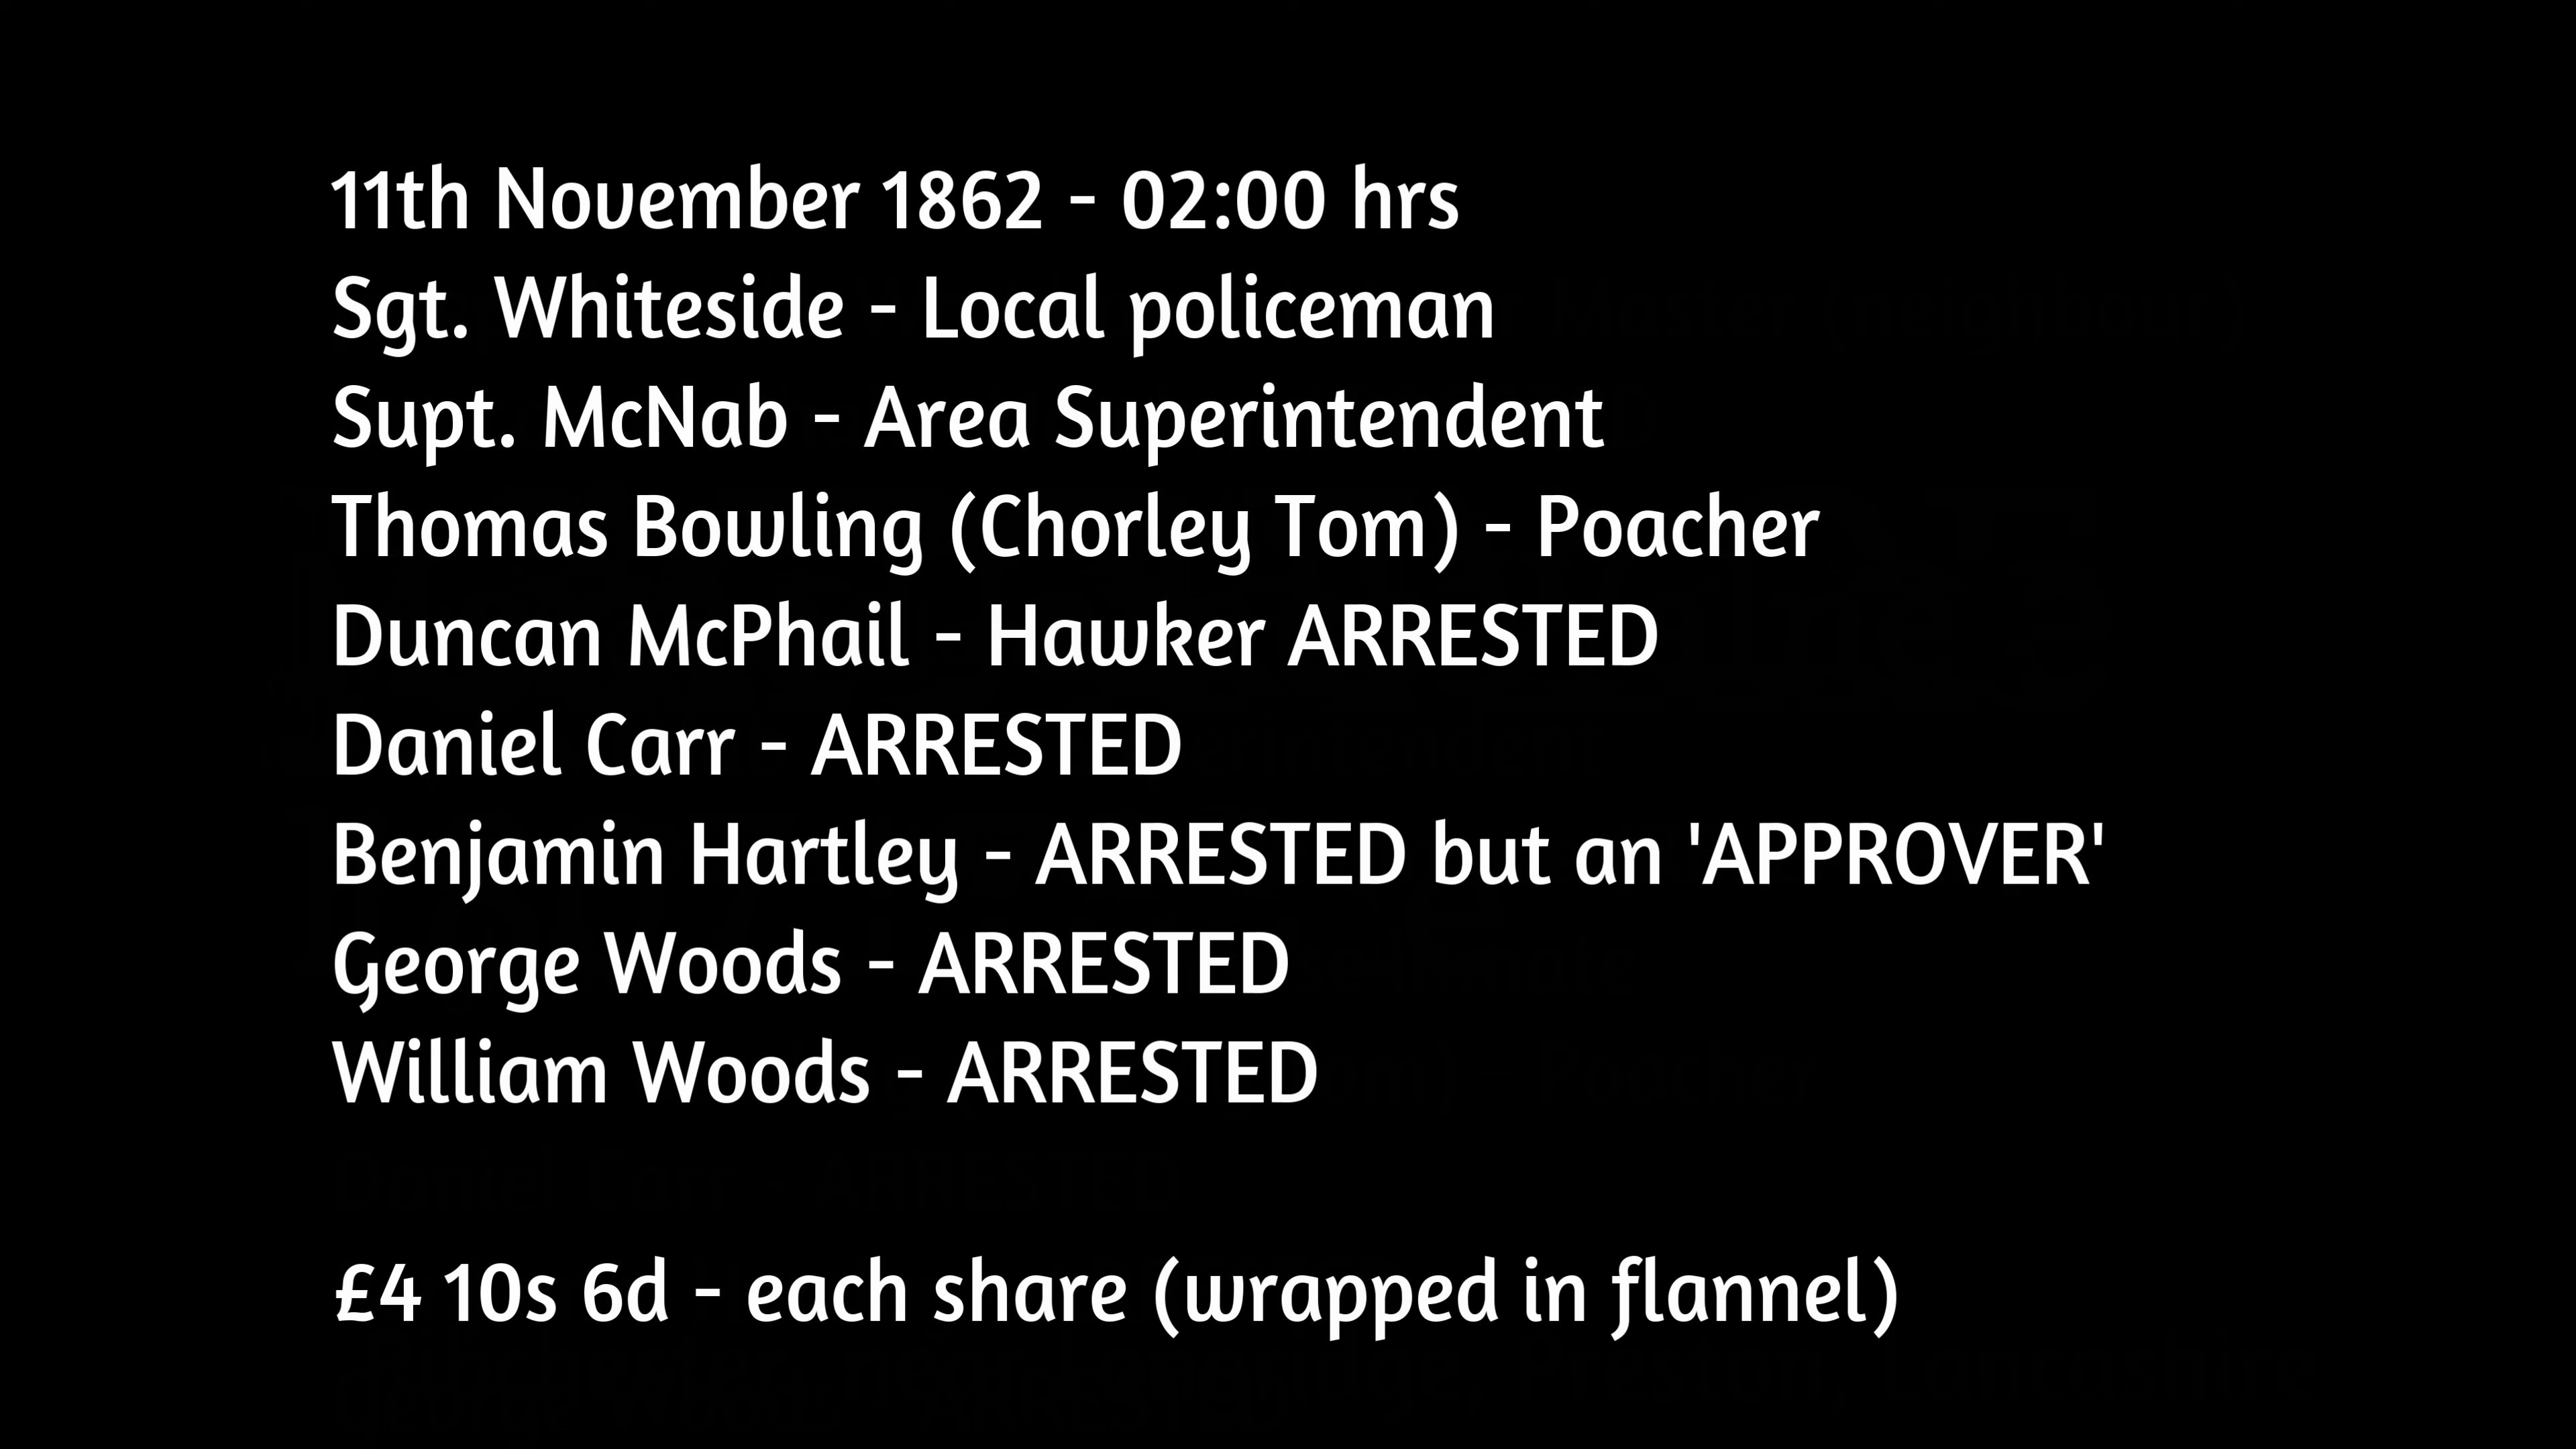 11th November 1862 - 02:00 hrs
Sgt. Whiteside - Local policeman
Supt. McNab - Area Superintendent
Thomas Bowling (Chorley Tom) - Poacher
Duncan McPhail - Hawker ARRESTED
Daniel Carr - ARRESTED
Benjamin Hartley - ARRESTED but an 'APPROVER'
George Woods - ARRESTED
William Woods - ARRESTED
£4 10s 6d - each share (wrapped in flannel)